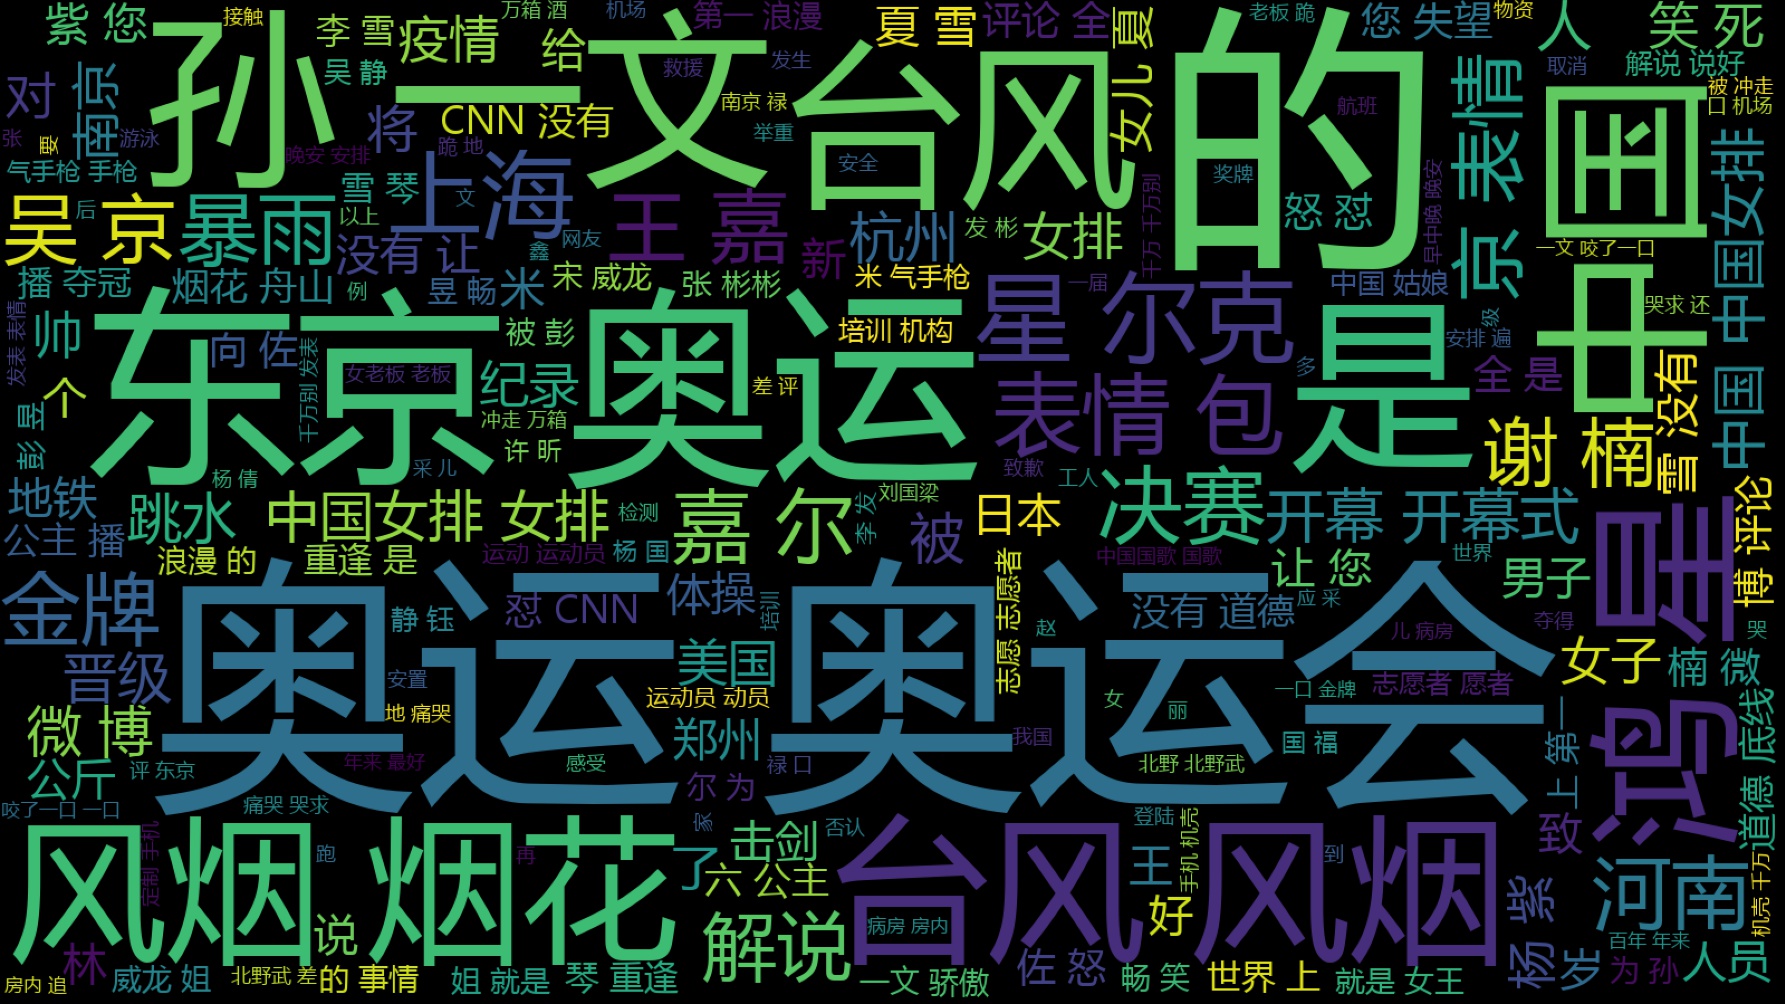 紫 您
接触
李 雪
疫情
万箱 酒
机场
第一 浪漫
夏 雪
评论 全
夏
老板 跪
您 失望
物资
人
笑 死
孙 一 文
给
吴 静
台风
的
救援
发生
南京 禄
解说 说好
取消
被 冲走
口 机场
对
南京
将
CNN 没有
女儿
航班
京 表情
中国
张
要
游泳
晚安 安排
跪 地
举重
安全
奖牌
气手枪 手枪
雪 琴
文
上海
王 嘉
千万 千万别
早中晚 晚安
中国 中国女排
吴 京
后
暴雨
以上
没有 让
鑫
网友
新
杭州
发 彬
女排
怒 怼
一文 咬了一口
播 夺冠
烟花 舟山
例
昱 畅
米
宋 威龙
张 彬彬
米 气手枪
星 尔克
一届
中国 姑娘
哭求 还
发表 表情
帅
东京 奥运
向 佐
被 彭
培训 机构
是
级
安排 遍
千万别 发表
女老板 老板
纪录
差 评
表情 包
多
全 是
雪 没有
个
彭 昱
冲走 万箱
许 昕
谢 楠
杨 倩
采 儿
致歉
工人
地铁
跳水
中国女排 女排
检测
嘉 尔
刘国梁
李 发
被
日本
决赛
开幕 开幕式
星
鸿
博 评论
公主 播
浪漫 的
重逢 是
运动 运动员
杨 国
中国国歌 国歌
让 您
世界
男子
金牌
奥运 奥运会
静 钰
怼 CNN
体操
培训
志愿 志愿者
没有 道德
应 采
夺得
赵
儿 病房
哭
晋级
安置
美国
女子
楠 微
地 痛哭
运动员 动员
女
丽
一口 金牌
志愿者 愿者
微 博
郑州
我国
国 福
上 第一
道德 底线
公斤
评 东京
年来 最好
感受
尔 为
禄 口
北野 北野武
咬了一口 一口
痛哭 哭求
家
击剑
否认
登陆
手机 机壳
致
风烟 烟花
定制 手机
跑
再
了
六 公主
台风 风烟
王
到
河南
机壳 千万
说
解说
病房 房内
好
杨 紫
岁
百年 年来
房内 追
林
威龙 姐
北野武 差
的 事情
姐 就是
琴 重逢
一文 骄傲
佐 怒
畅 笑
世界 上
就是 女王
为 孙
人员